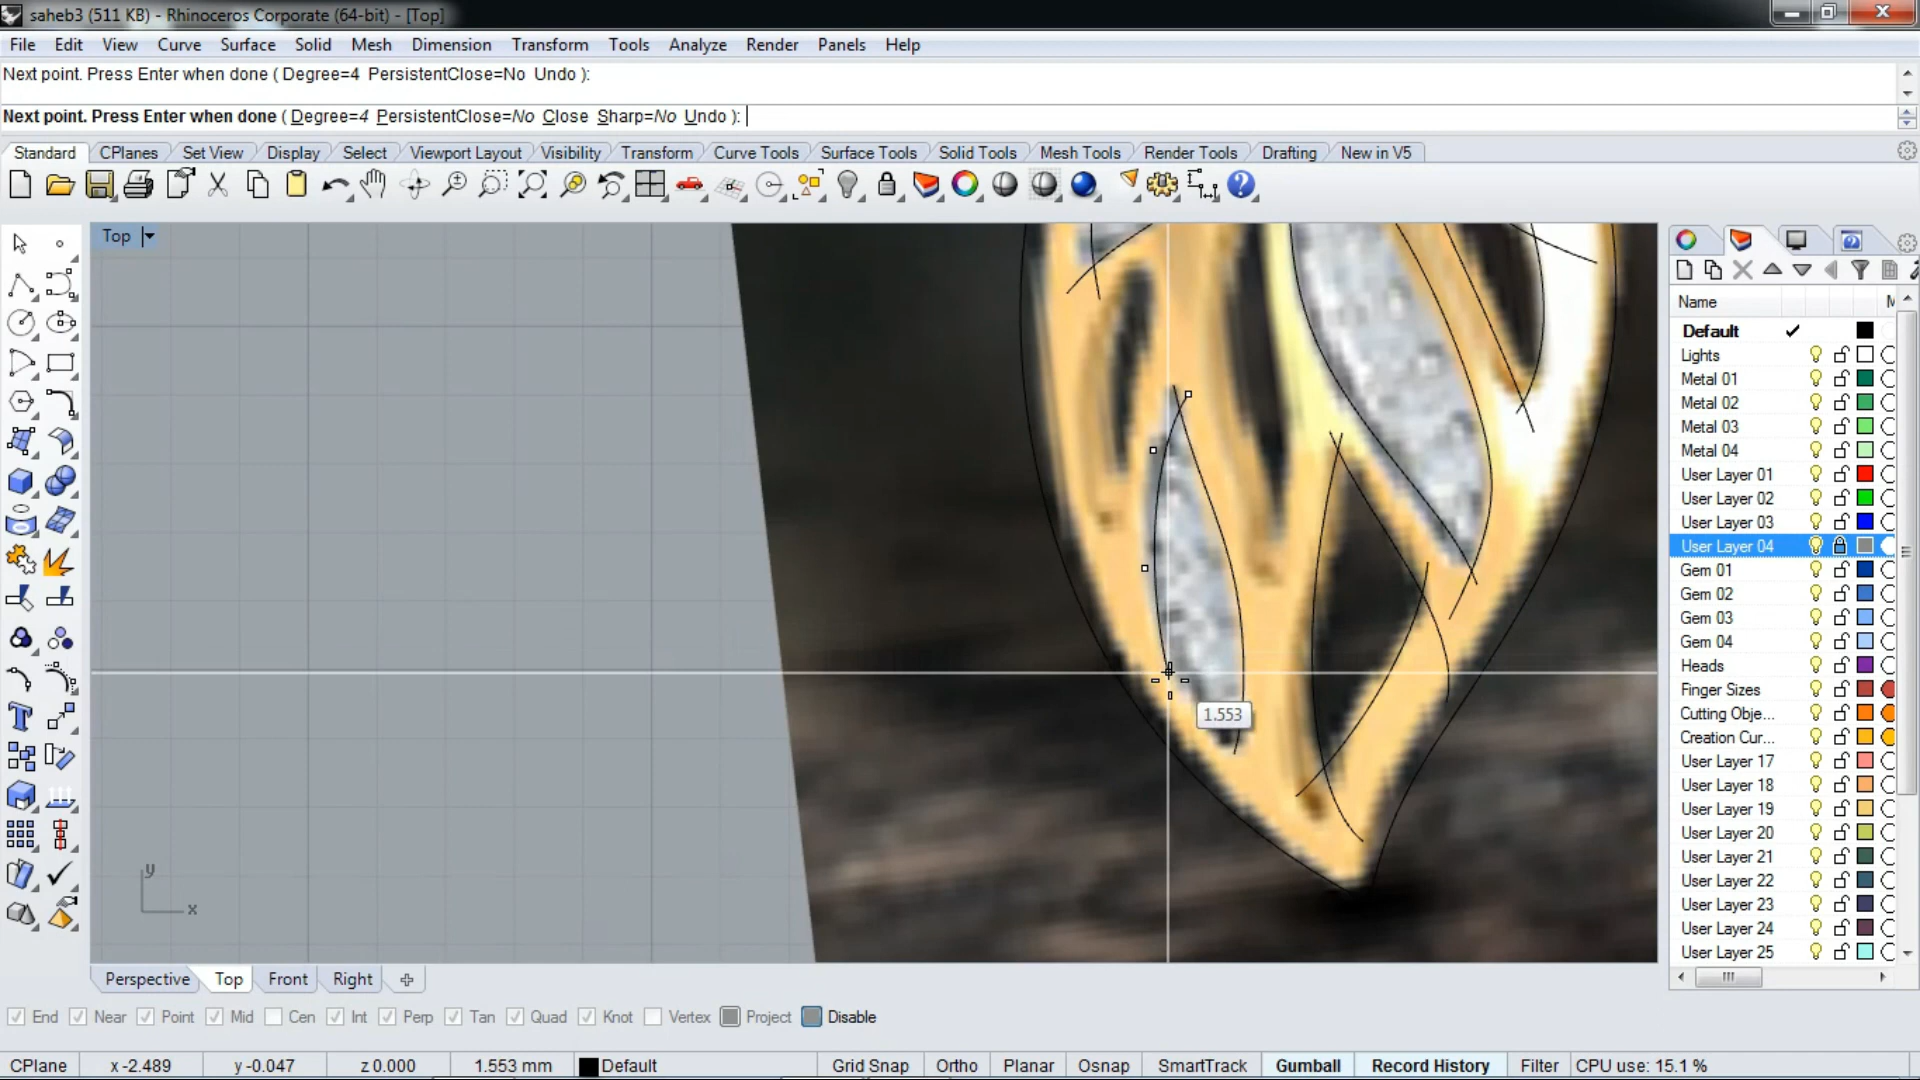 saheb3 (511 KB) - Rhinoceros Corporate (64-bit) - [Top]
File Edit View Curve Surface Solid Mesh Dimension Transform Tools Analyze Render Panels Help
Next point. Press Enter when done ( Degree=4 PersistentClose=No Undo ):
Next point. Press Enter when done ( Degree=4 PersistentClose=No Close Sharp=No Undo ):
Standard CPlanes Set View Display Select Viewport Layout Visibility Transform Curve Tools Surface Tools Solid Tools Mesh Tools Render Tools Drafting New in V5
Top
Name M
Default
Lights
Metal 01
Metal 02
Metal 03
Metal 04
User Layer 01
User Layer 02
User Layer 03
User Layer 04
Gem 01
Gem 02
Gem 03
Gem 04
Heads
Finger Sizes
Cutting Obje...
Creation Cur...
User Layer 17
User Layer 18
User Layer 19
User Layer 20
User Layer 21
User Layer 22
User Layer 23
User Layer 24
User Layer 25
1.553
y
x
Perspective Top Front Right
End Near Point Mid Cen Int Perp Tan Quad Knot Vertex Project Disable
CPlane x -2.489 y -0.047 z 0.000 1.553 mm Default Grid Snap Ortho Planar Osnap SmartTrack Gumball Record History Filter CPU use: 15.1 %